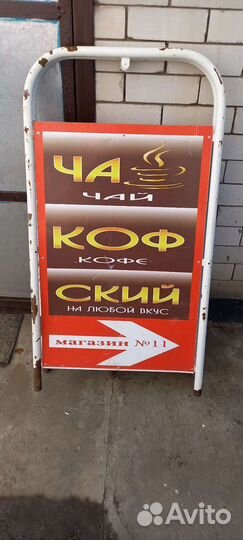 ЧА
ЧАЙ
КОФ
КОФЕ
СКИЙ
НА ЛЮБОЙ ВКУС
магазин №11
Avito